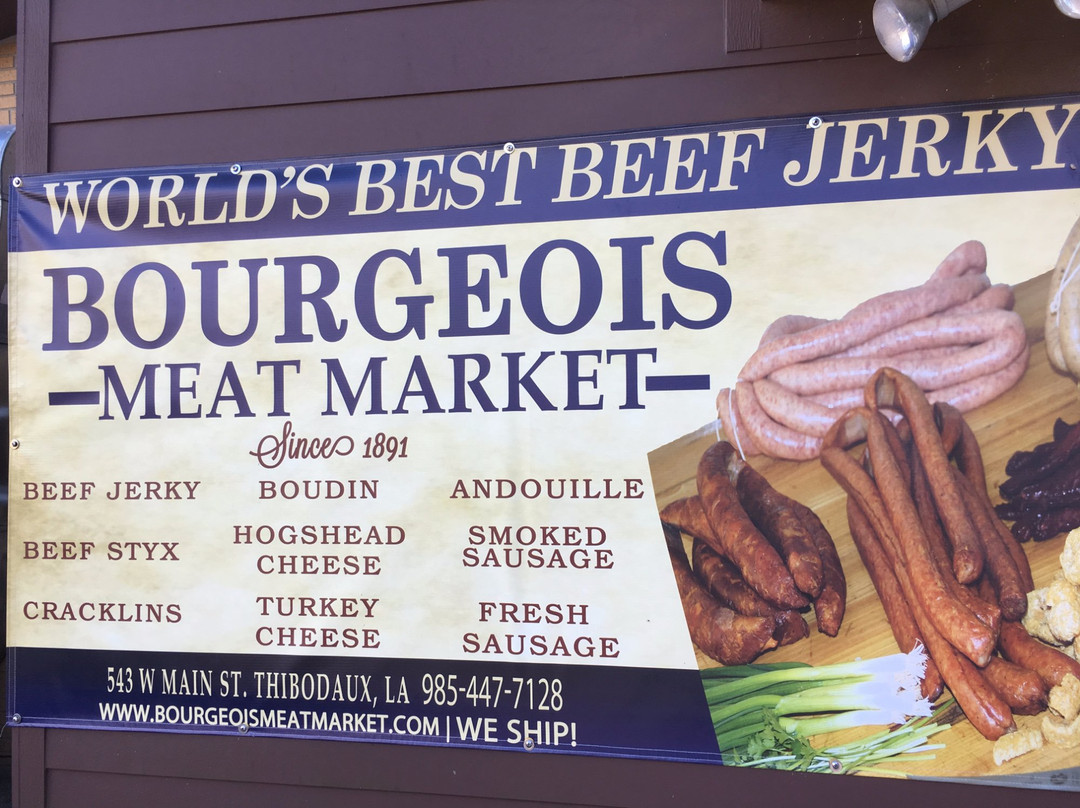 WORLD'S BEST BEEF JERKY
BOURGEOIS
—MEAT MARKET—
Since 1891
BEEF JERKY BOUDIN ANDOUILLE
BEEF STYX HOGSHEAD CHEESE SMOKED SAUSAGE
CRACKLINS TURKEY CHEESE FRESH SAUSAGE
543 W MAIN ST. THIBODAUX, LA 985-447-7128
WWW.BOURGEOISMEATMARKET.COM | WE SHIP!